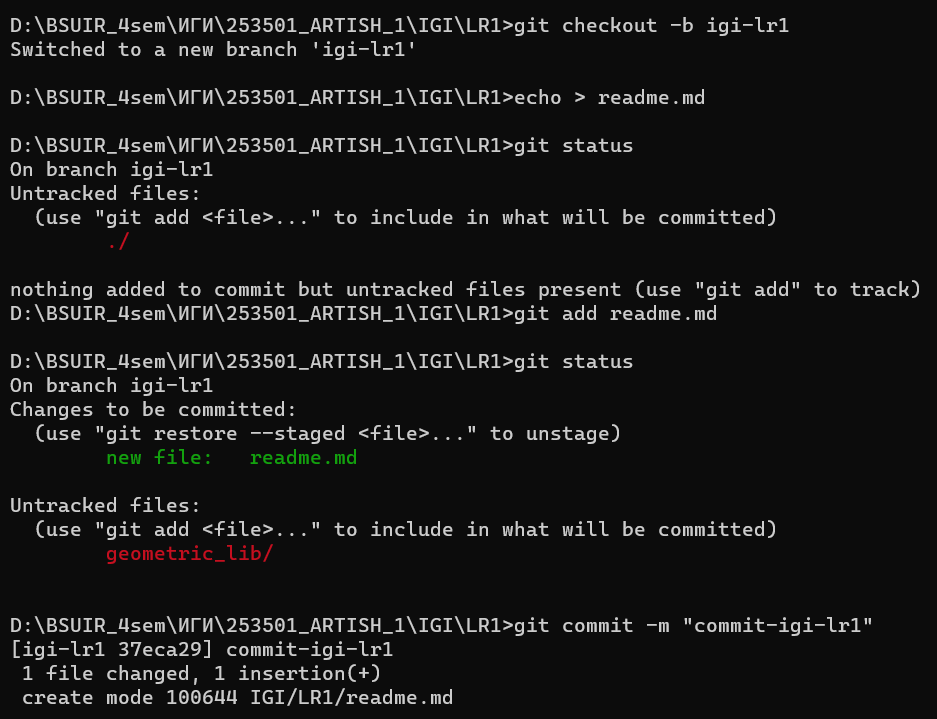 D:\BSUIR_4sem\ИГИ\253501_ARTISH_1\IGI\LR1>git checkout -b igi-lr1
Switched to a new branch 'igi-lr1'
D:\BSUIR_4sem\ИГИ\253501_ARTISH_1\IGI\LR1>echo > readme.md
D:\BSUIR_4sem\ИГИ\253501_ARTISH_1\IGI\LR1>git status
On branch igi-lr1
Untracked files:
  (use "git add <file>..." to include in what will be committed)
        ./
nothing added to commit but untracked files present (use "git add" to track)
D:\BSUIR_4sem\ИГИ\253501_ARTISH_1\IGI\LR1>git add readme.md
D:\BSUIR_4sem\ИГИ\253501_ARTISH_1\IGI\LR1>git status
On branch igi-lr1
Changes to be committed:
  (use "git restore --staged <file>..." to unstage)
        new file:   readme.md
Untracked files:
  (use "git add <file>..." to include in what will be committed)
        geometric_lib/
D:\BSUIR_4sem\ИГИ\253501_ARTISH_1\IGI\LR1>git commit -m "commit-igi-lr1"
[igi-lr1 37eca29] commit-igi-lr1
 1 file changed, 1 insertion(+)
 create mode 100644 IGI/LR1/readme.md